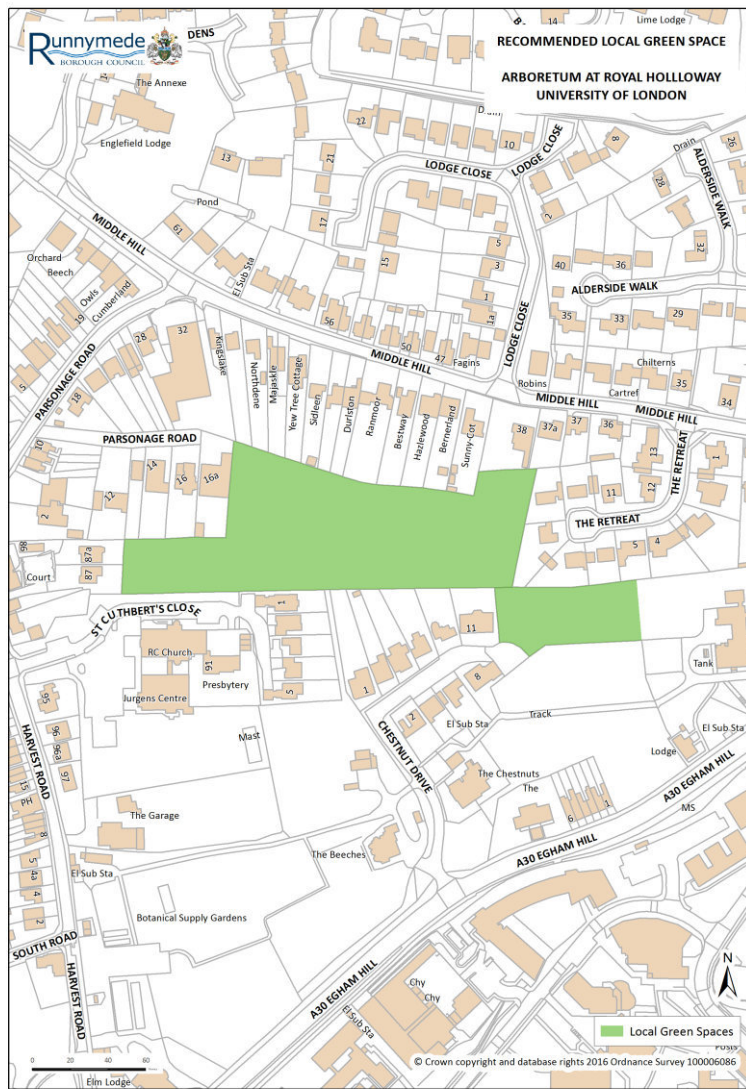 Runnymede
BOROUGH COUNCIL
DENS
RECOMMENDED LOCAL GREEN SPACE
ARBORETUM AT ROYAL HOLLLOWAY
UNIVERSITY OF LONDON
14
Lime Lodge
The Annexe
Englefield Lodge
Drain
22
10
8
Drain
26
13
21
LODGE CLOSE
LODGE CLOSE
ALDERSIDE WALK
28
Pond
17
2
32
MIDDLE HILL
61
Orchard
Beech
Owls
Cumberland
19
El Sub Sta
15
5
3
1
1a
40
36
ALDERSIDE WALK
5
28
32
56
50
47
Fagins
LODGE CLOSE
35
33
29
PARSONAGE ROAD
18
Kingslake
Northdene
Majaskle
Yew Tree Cottage
Sidleen
Durlston
Ranmoor
Bestway
Hazlewood
Bernerland
Sunny-Cot
MIDDLE HILL
Robins
Chilterns
Cartref
35
34
MIDDLE HILL
MIDDLE HILL
10
PARSONAGE ROAD
38
37a
37
36
13
1
THE RETREAT
2
12
14
16
16a
11
12
THE RETREAT
5
4
86
87a
87
Court
ST CUTHBERT'S CLOSE
1
RC Church
91
Presbytery
Jurgens Centre
5
11
1
8
2
El Sub Sta
Track
Tank
El Sub Sta
Lodge
95
96
96a
97
HARVEST ROAD
Mast
CHESTNUT DRIVE
The Chestnuts
The
6
1
A30 EGHAM HILL
MS
15
PH
8
The Garage
The Beeches
A30 EGHAM HILL
5
4a
4
2
El Sub Sta
Botanical Supply Gardens
SOUTH ROAD
HARVEST ROAD
A30 EGHAM HILL
Chy
Chy
El Sub Sta
N
Local Green Spaces
Posts
0 20 40 60
© Crown copyright and database rights 2016 Ordnance Survey 100006086
Elm Lodge